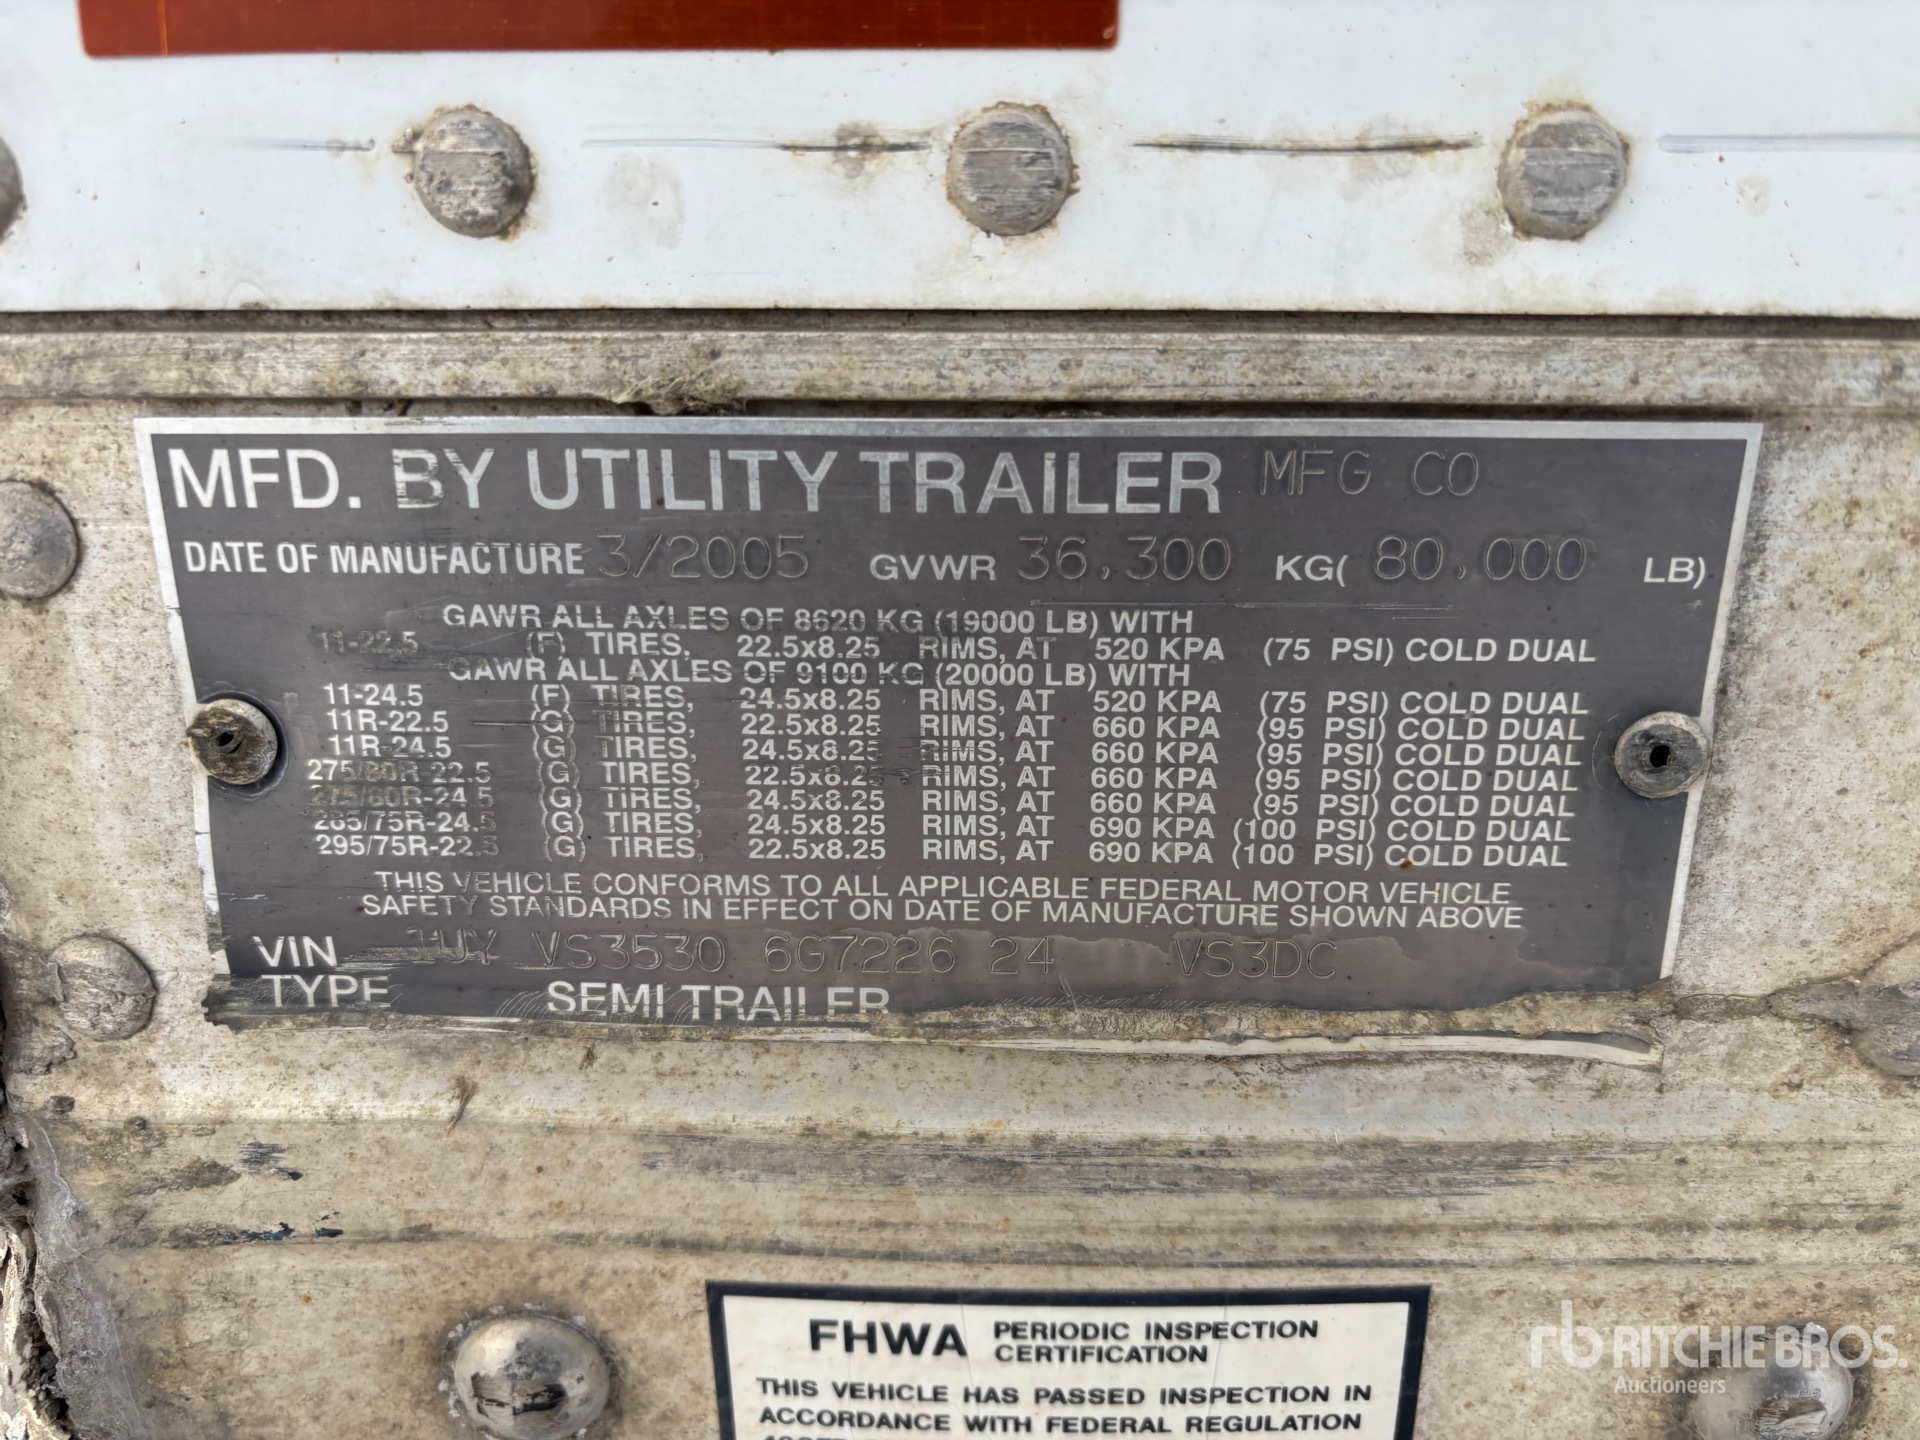 MFD. BY UTILITY TRAILER MFG CO
DATE OF MANUFACTURE 3/2005 GVWR 36,300 KG( 80,000 LB)
GAWR ALL AXLES OF 8620 KG (19000 LB) WITH
11-22.5 (F) TIRES, 22.5x8.25 RIMS, AT 520 KPA (75 PSI) COLD DUAL
GAWR ALL AXLES OF 9100 KG (20000 LB) WITH
11-24.5 (F) TIRES, 24.5x8.25 RIMS, AT 520 KPA (75 PSI) COLD DUAL
11R-22.5 (G) TIRES, 22.5x8.25 RIMS, AT 660 KPA (95 PSI) COLD DUAL
11R-24.5 (G) TIRES, 24.5x8.25 RIMS, AT 660 KPA (95 PSI) COLD DUAL
275/80R-22.5 (G) TIRES, 22.5x8.25 RIMS, AT 660 KPA (95 PSI) COLD DUAL
275/80R-24.5 (G) TIRES, 24.5x8.25 RIMS, AT 660 KPA (95 PSI) COLD DUAL
285/75R-24.5 (G) TIRES, 24.5x8.25 RIMS, AT 690 KPA (100 PSI) COLD DUAL
295/75R-22.5 (G) TIRES, 22.5x8.25 RIMS, AT 690 KPA (100 PSI) COLD DUAL
THIS VEHICLE CONFORMS TO ALL APPLICABLE FEDERAL MOTOR VEHICLE
SAFETY STANDARDS IN EFFECT ON DATE OF MANUFACTURE SHOWN ABOVE
VIN 1UY VS3530 6G7226 24 VS3DC
TYPE SEMI TRAILER
FHWA PERIODIC INSPECTION
CERTIFICATION
THIS VEHICLE HAS PASSED INSPECTION IN
ACCORDANCE WITH FEDERAL REGULATION
rb RITCHIE BROS.
Auctioneers